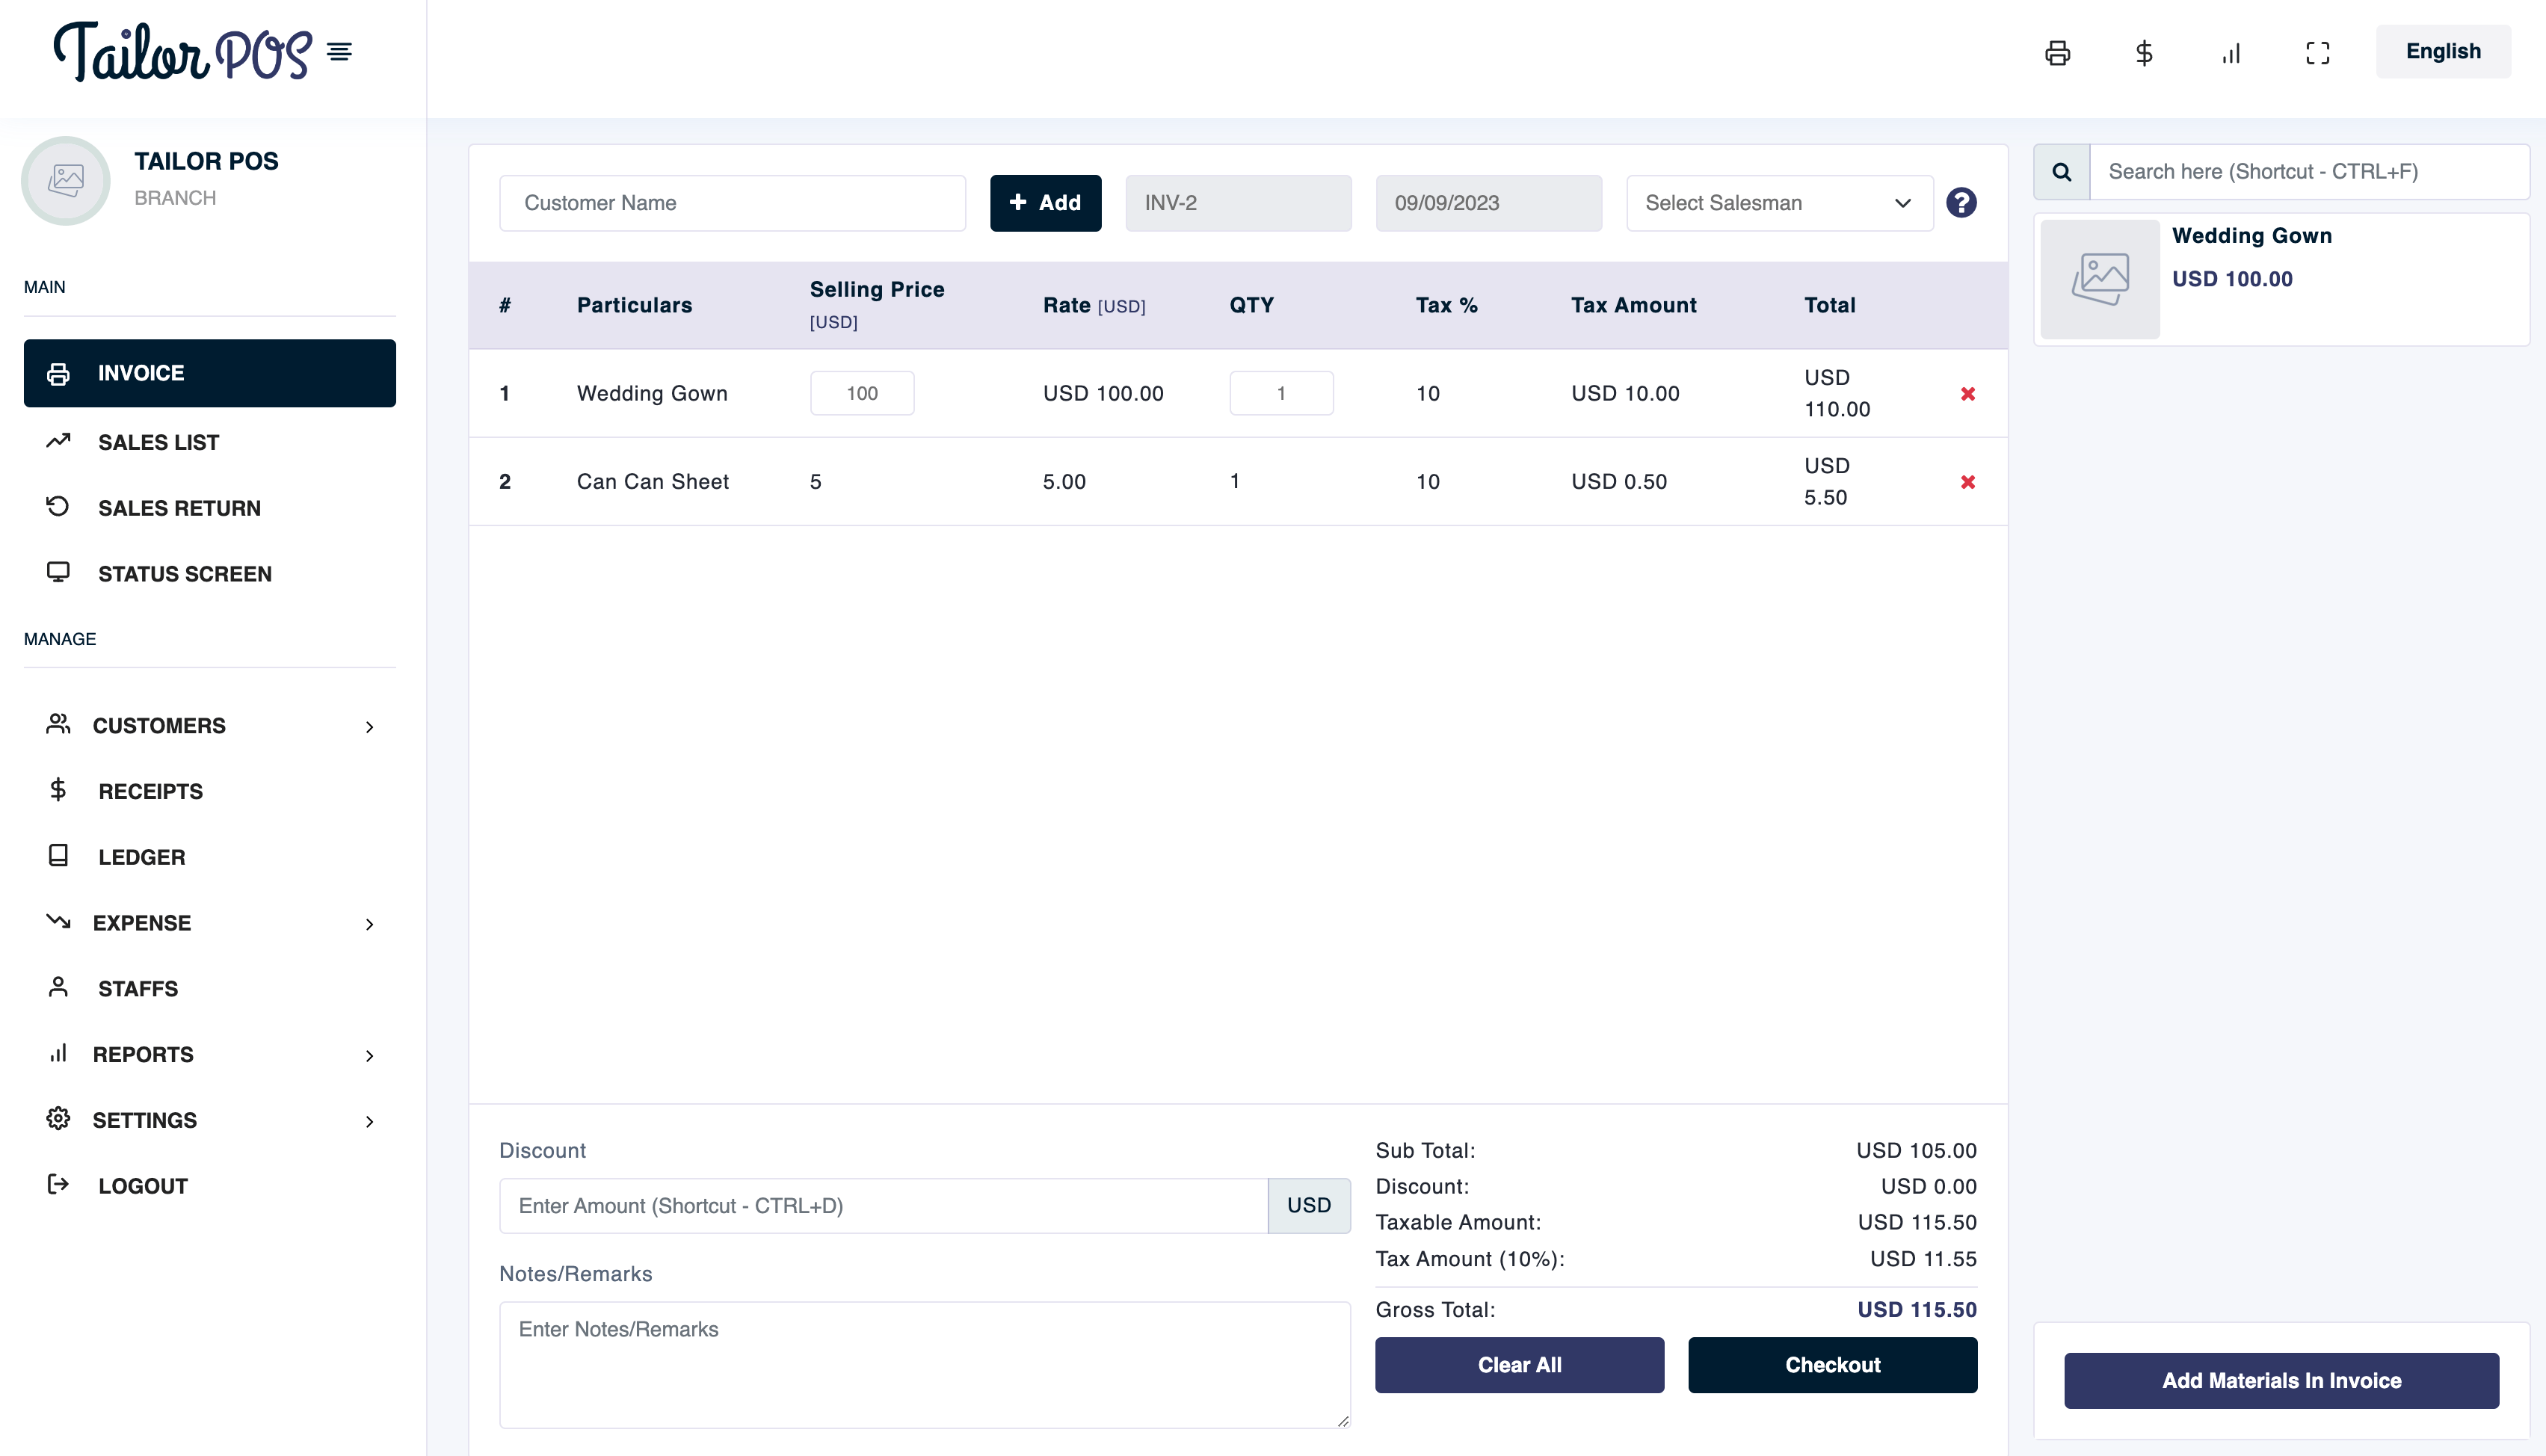 Tailor POS
English
TAILOR POS
BRANCH
MAIN
INVOICE
SALES LIST
SALES RETURN
STATUS SCREEN
MANAGE
CUSTOMERS
RECEIPTS
LEDGER
EXPENSE
STAFFS
REPORTS
SETTINGS
LOGOUT
Customer Name
+ Add
INV-2
09/09/2023
Select Salesman
?
# Particulars Selling Price [USD] Rate [USD] QTY Tax % Tax Amount Total
1 Wedding Gown 100 USD 100.00 1 10 USD 10.00 USD 110.00
2 Can Can Sheet 5 5.00 1 10 USD 0.50 USD 5.50
Discount
Enter Amount (Shortcut - CTRL+D) USD
Notes/Remarks
Enter Notes/Remarks
Sub Total: USD 105.00
Discount: USD 0.00
Taxable Amount: USD 115.50
Tax Amount (10%): USD 11.55
Gross Total: USD 115.50
Clear All
Checkout
Search here (Shortcut - CTRL+F)
Wedding Gown
USD 100.00
Add Materials In Invoice